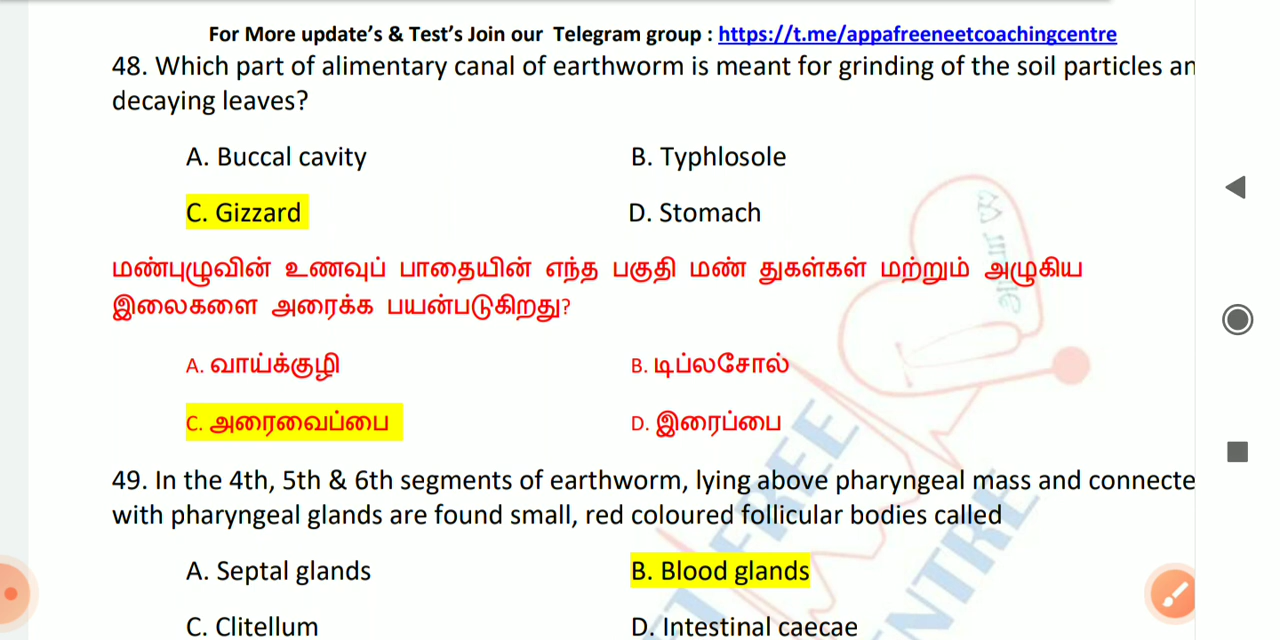 For More update’s & Test’s Join our Telegram group : https://t.me/appafreeneetcoachingcentre
48. Which part of alimentary canal of earthworm is meant for grinding of the soil particles an
decaying leaves?
A. Buccal cavity B. Typhlosole
C. Gizzard D. Stomach
மண்புழுவின் உணவுப் பாதையின் எந்த பகுதி மண் துகள்கள் மற்றும் அழுகிய
இலைகளை அரைக்க பயன்படுகிறது?
A. வாய்க்குழி B. டிப்லசோல்
C. அரைவைப்பை D. இரைப்பை
49. In the 4th, 5th & 6th segments of earthworm, lying above pharyngeal mass and connecte
with pharyngeal glands are found small, red coloured follicular bodies called
A. Septal glands B. Blood glands
C. Clitellum D. Intestinal caecae
FREE
ENTRE